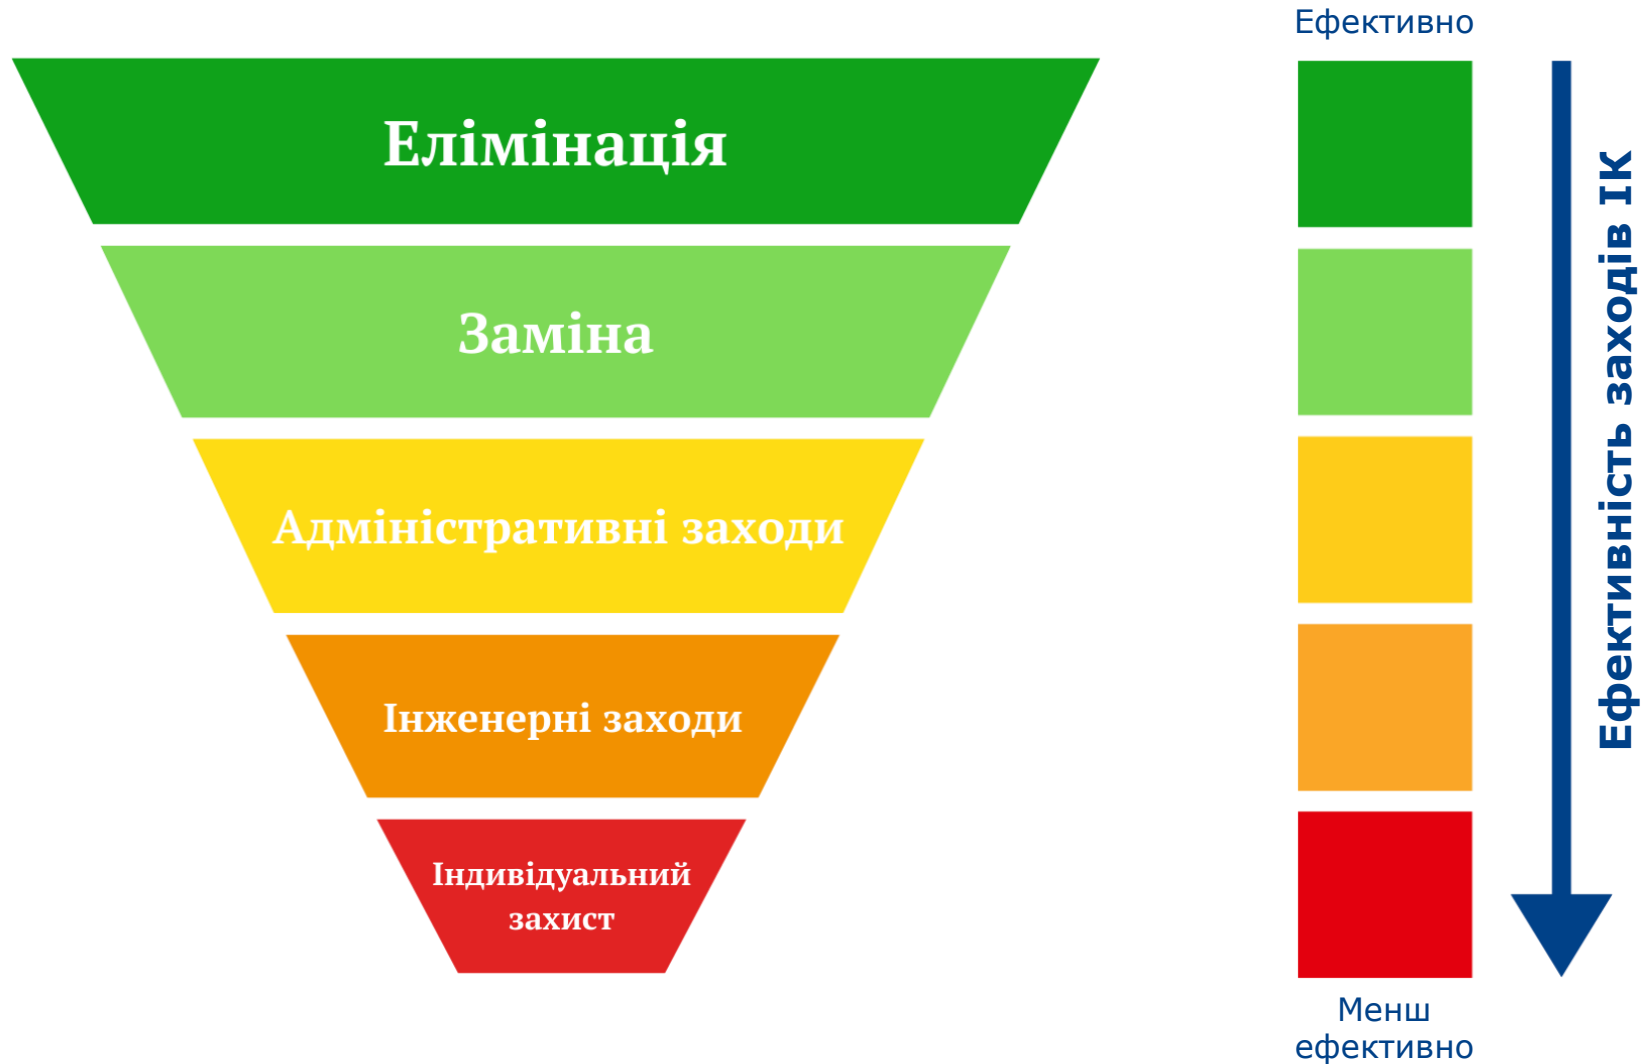 Ефективно
Елімінація
Заміна
Адміністративні заходи
Інженерні заходи
Індивідуальний
захист
Ефективність заходів ІК
Менш
ефективно